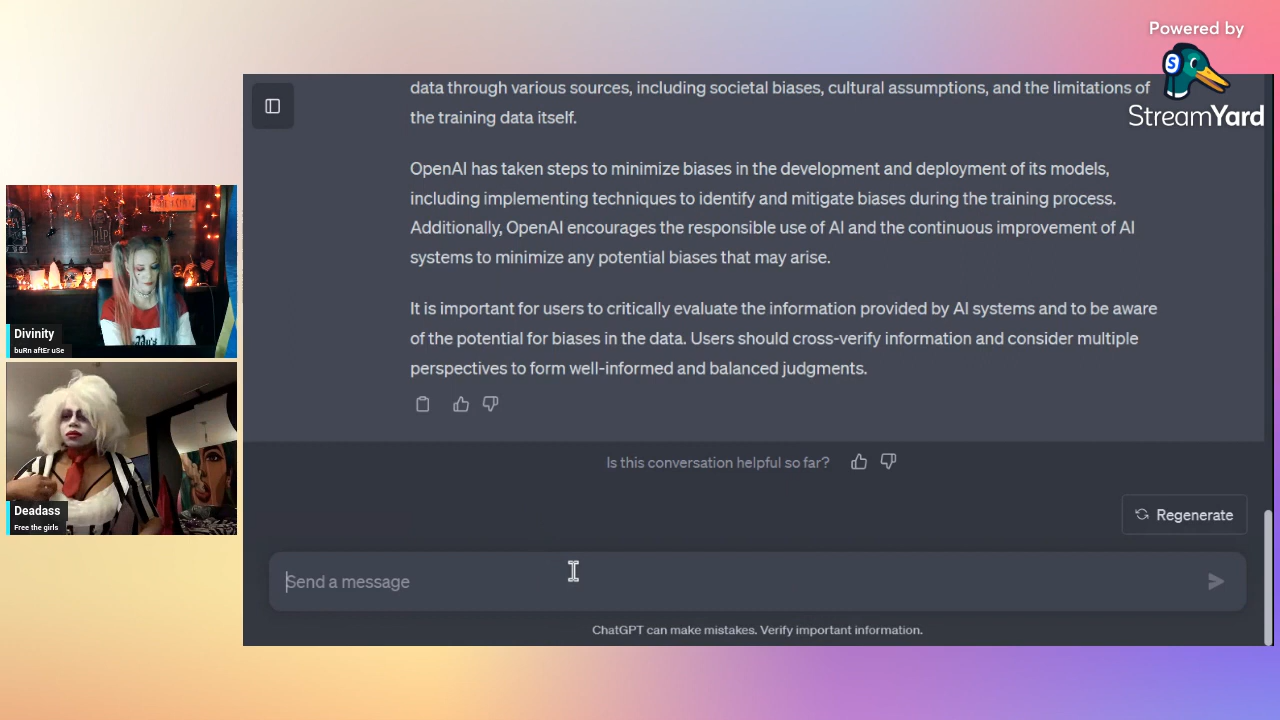 Powered by
StreamYard
data through various sources, including societal biases, cultural assumptions, and the limitations of
the training data itself.
OpenAI has taken steps to minimize biases in the development and deployment of its models,
including implementing techniques to identify and mitigate biases during the training process.
Additionally, OpenAI encourages the responsible use of AI and the continuous improvement of AI
systems to minimize any potential biases that may arise.
It is important for users to critically evaluate the information provided by AI systems and to be aware
of the potential for biases in the data. Users should cross-verify information and consider multiple
perspectives to form well-informed and balanced judgments.
Is this conversation helpful so far?
Regenerate
Send a message
ChatGPT can make mistakes. Verify important information.
Divinity
buRn aftEr uSe
Deadass
Free the girls